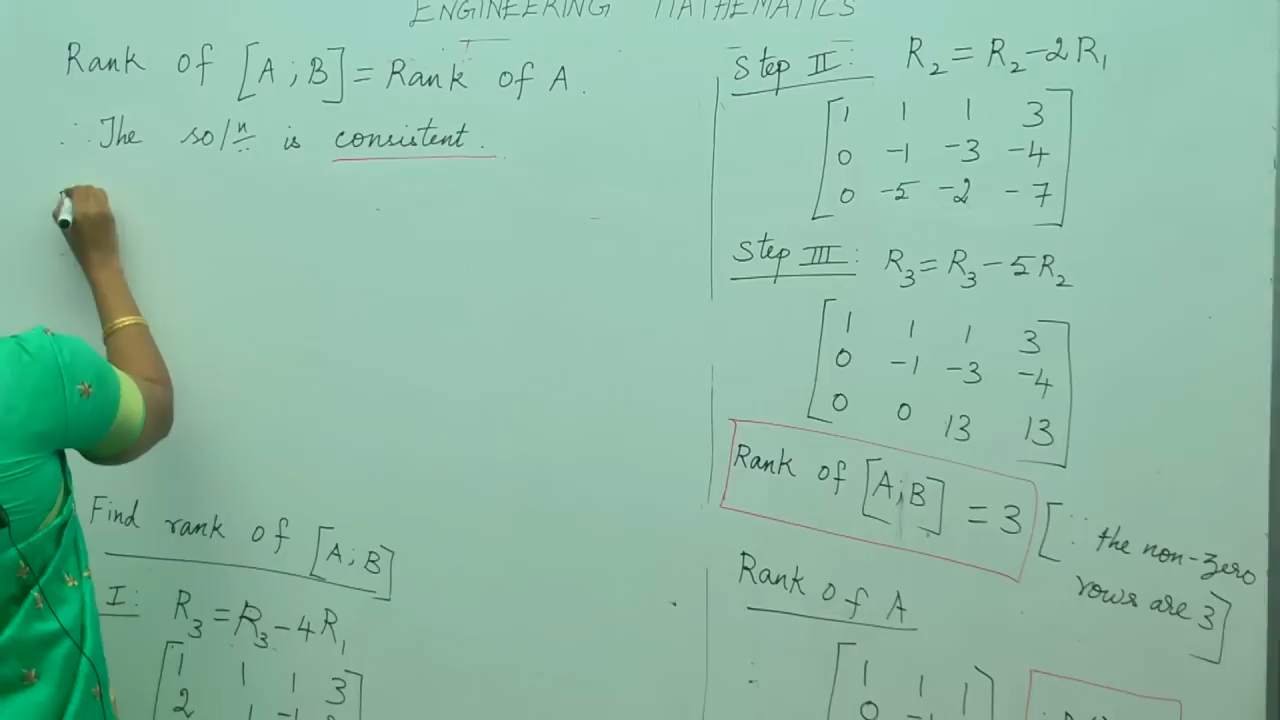 ENGINEERING MATHEMATICS
Rank of [A ; B] = Rank of A.
∴ The sol/n is consistent.
Find rank of [A ; B]
I : R3 = R3 - 4R1
1 1 1 3
2
Step II : R2 = R2 - 2R1
1 1 1 3
0 -1 -3 -4
0 -5 -2 -7
Step III : R3 = R3 - 5R2
1 1 1 3
0 -1 -3 -4
0 0 13 13
Rank of [A ; B] = 3 [∵ the non-zero
rows are 3]
Rank of A
1 1 1
0